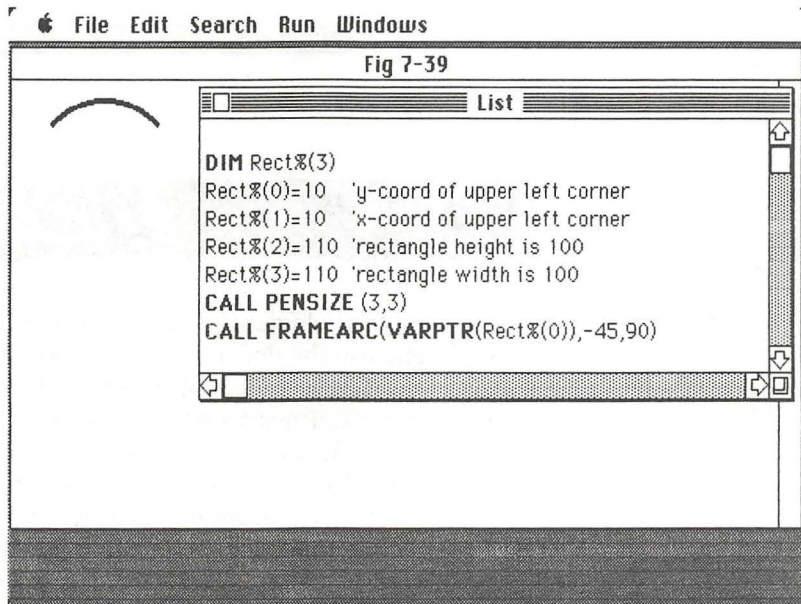 File Edit Search Run Windows
Fig 7-39
List
DIM Rect%(3)
Rect%(0)=10 'y-coord of upper left corner
Rect%(1)=10 'x-coord of upper left corner
Rect%(2)=110 'rectangle height is 100
Rect%(3)=110 'rectangle width is 100
CALL PENSIZE (3,3)
CALL FRAMEARC(VARPTR(Rect%(0)),-45,90)